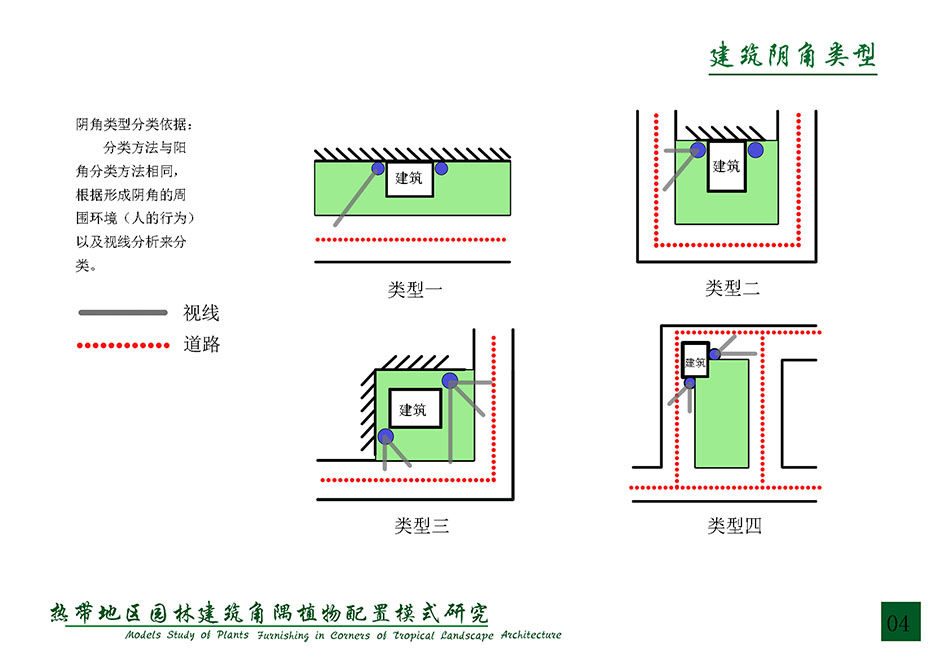 建筑阴角类型
阴角类型分类依据：
分类方法与阳
角分类方法相同，
根据形成阴角的周
围环境（人的行为）
以及视线分析来分
类。
视线
道路
建筑
类型一
建筑
类型二
建筑
类型三
建筑
类型四
热带地区园林建筑角隅植物配置模式研究
Models Study of Plants Furnishing in Corners of Tropical Landscape Architecture
04